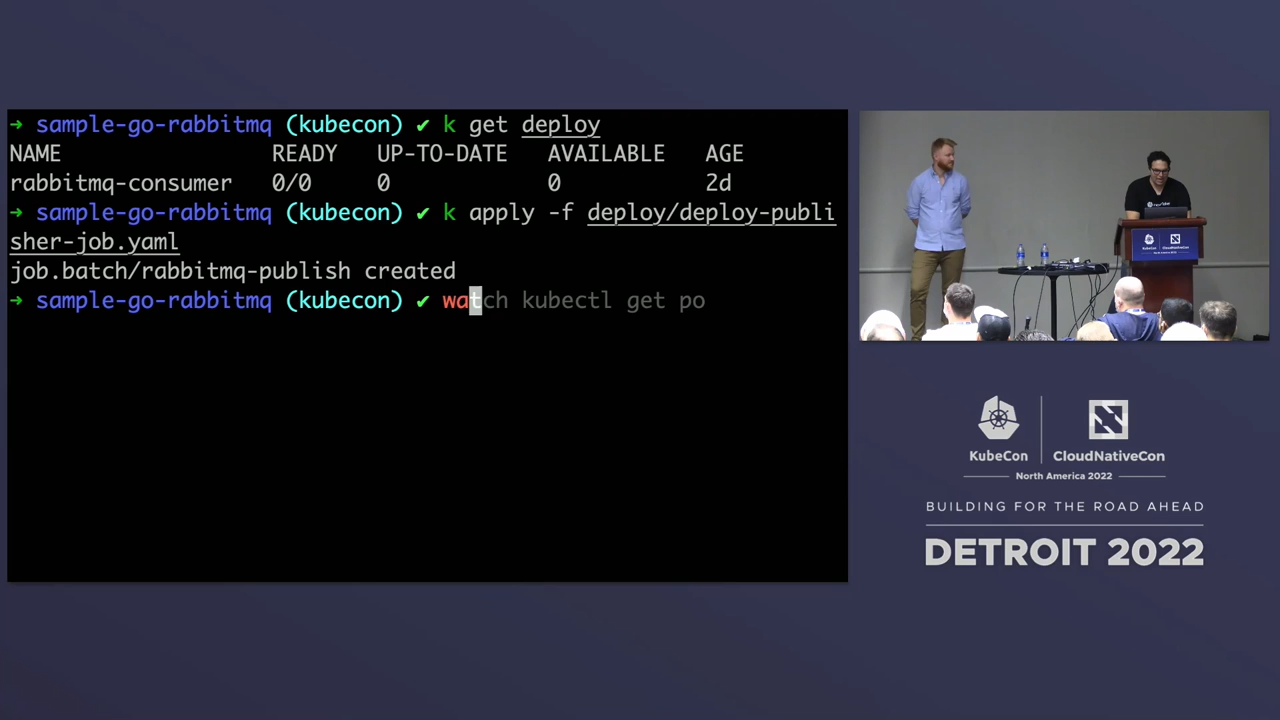 ➜ sample-go-rabbitmq (kubecon) ✔ k get deploy
NAME READY UP-TO-DATE AVAILABLE AGE
rabbitmq-consumer 0/0 0 0 2d
➜ sample-go-rabbitmq (kubecon) ✔ k apply -f deploy/deploy-publi
sher-job.yaml
job.batch/rabbitmq-publish created
➜ sample-go-rabbitmq (kubecon) ✔ watch kubectl get po
KubeCon CloudNativeCon
North America 2022
BUILDING FOR THE ROAD AHEAD
DETROIT 2022